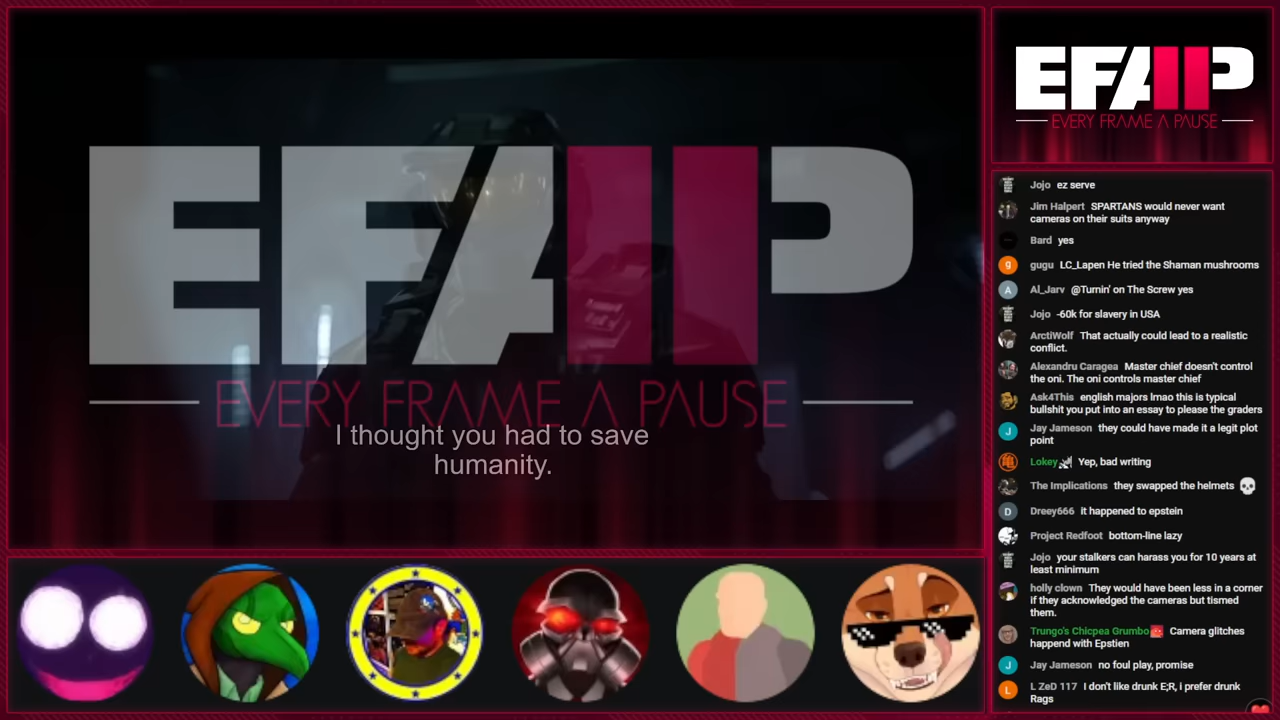 EFAP
EVERY FRAME A PAUSE
I thought you had to save
humanity.
EFAP
EVERY FRAME A PAUSE
Jojo ez serve
Jim Halpert SPARTANS would never want
cameras on their suits anyway
Bard yes
g
gugu LC_Lapen He tried the Shaman mushrooms
A
Al_Jarv @Turnin' on The Screw yes
Jojo -60k for slavery in USA
ArctiWolf That actually could lead to a realistic
conflict.
Alexandru Caragea Master chief doesn't control
the oni. The oni controls master chief
Ask4This english majors lmao this is typical
bullshit you put into an essay to please the graders
J
Jay Jameson they could have made it a legit plot
point
Lokey Yep, bad writing
The Implications they swapped the helmets 💀
D
Dreey666 it happened to epstein
Project Redfoot bottom-line lazy
Jojo your stalkers can harass you for 10 years at
least minimum
holly clown They would have been less in a corner
if they acknowledged the cameras but tismed
them.
Trungo's Chicpea Grumbo Camera glitches
happend with Epstien
J
Jay Jameson no foul play, promise
L
L ZeD 117 I don't like drunk E;R, i prefer drunk
Rags